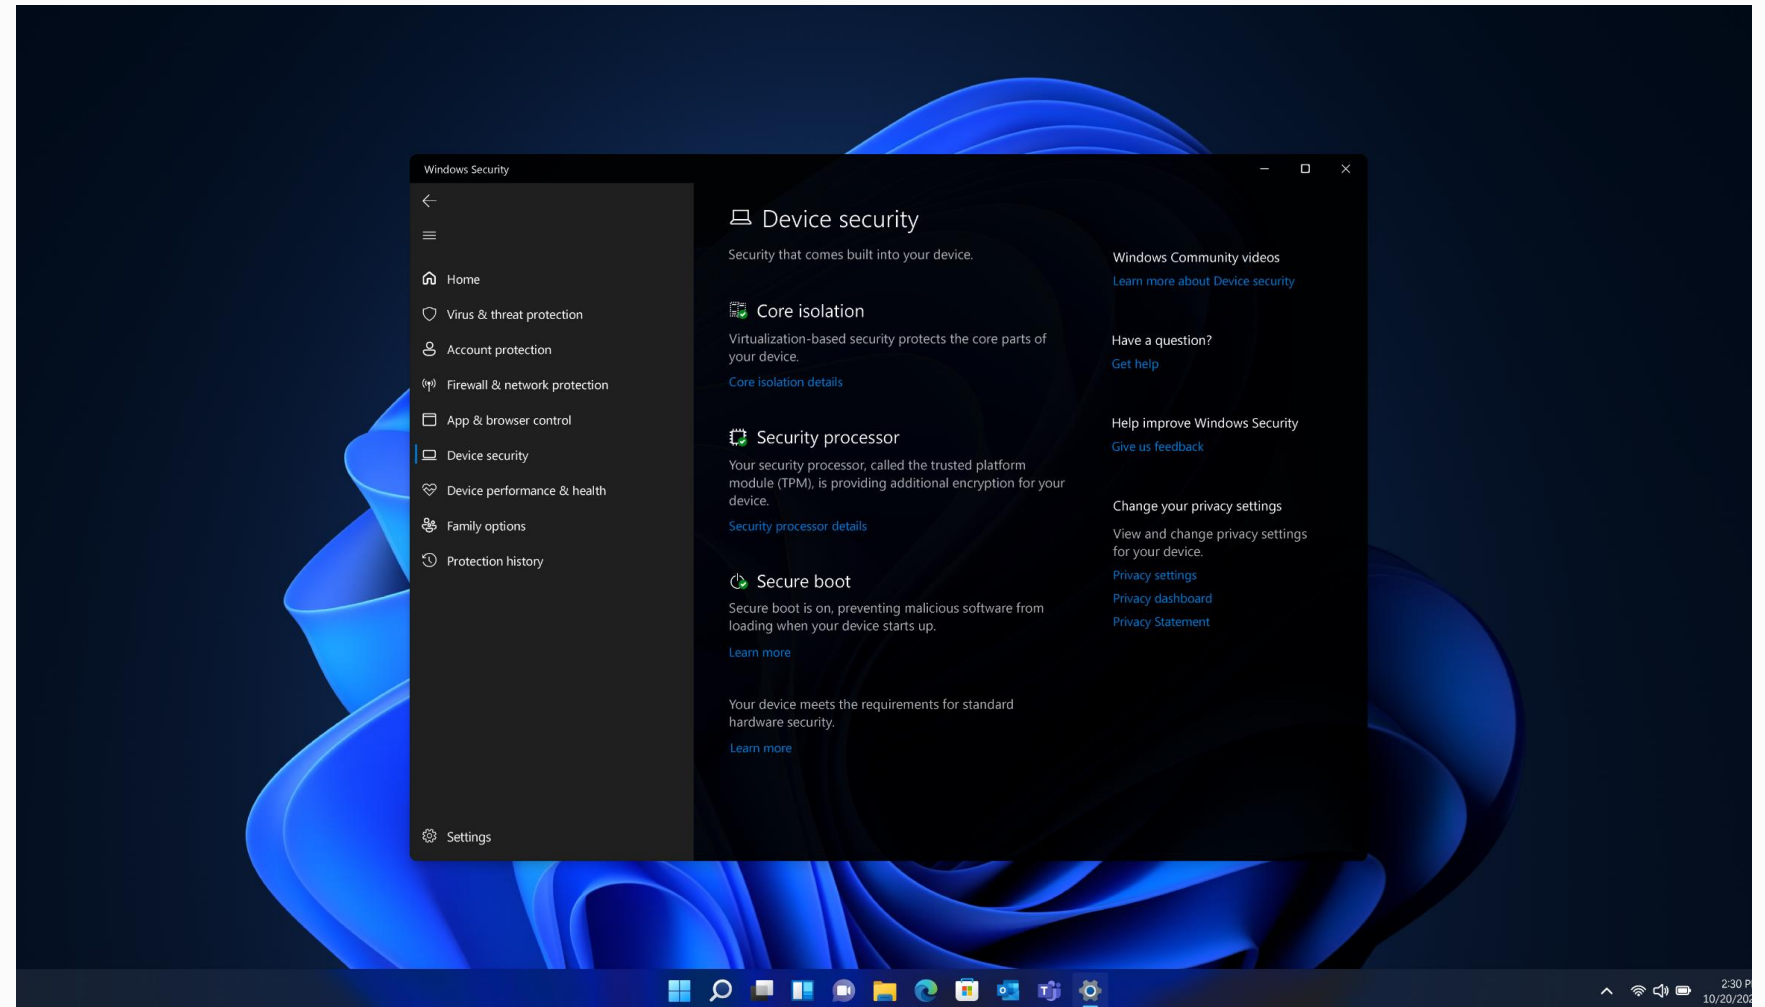 Windows Security
Home
Virus & threat protection
Account protection
Firewall & network protection
App & browser control
Device security
Device performance & health
Family options
Protection history
Settings
Device security
Security that comes built into your device.
Core isolation
Virtualization-based security protects the core parts of
your device.
Core isolation details
Security processor
Your security processor, called the trusted platform
module (TPM), is providing additional encryption for your
device.
Security processor details
Secure boot
Secure boot is on, preventing malicious software from
loading when your device starts up.
Learn more
Your device meets the requirements for standard
hardware security.
Learn more
Windows Community videos
Learn more about Device security
Have a question?
Get help
Help improve Windows Security
Give us feedback
Change your privacy settings
View and change privacy settings
for your device.
Privacy settings
Privacy dashboard
Privacy Statement
2:30
10/20/202